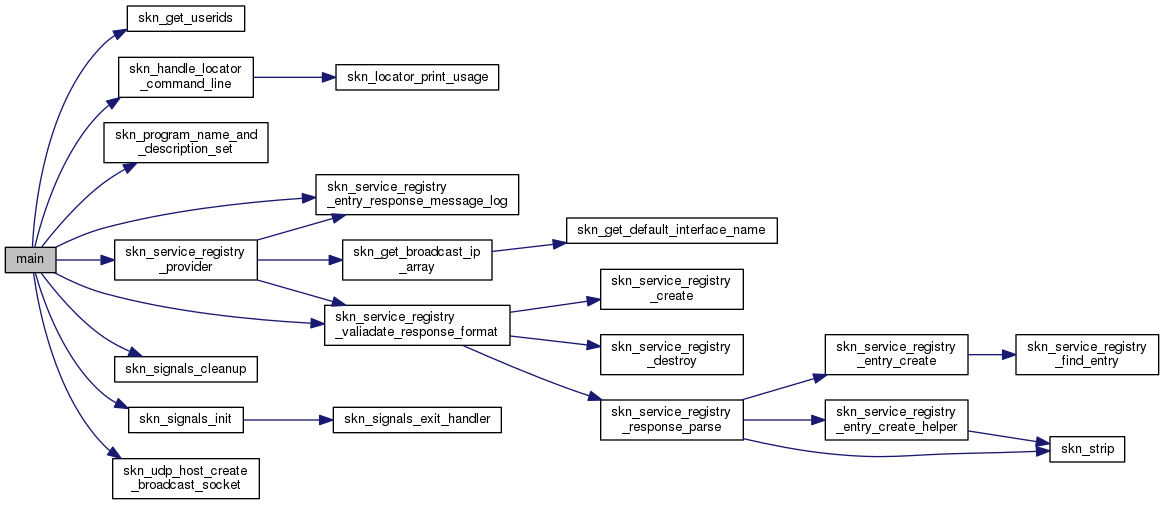 main
skn_get_userids
skn_handle_locator
_command_line
skn_locator_print_usage
skn_program_name_and
_description_set
skn_service_registry
_entry_response_message_log
skn_service_registry
_provider
skn_get_broadcast_ip
_array
skn_get_default_interface_name
skn_service_registry
_valiadate_response_format
skn_service_registry
_create
skn_service_registry
_destroy
skn_service_registry
_response_parse
skn_service_registry
_entry_create
skn_service_registry
_find_entry
skn_service_registry
_entry_create_helper
skn_strip
skn_signals_cleanup
skn_signals_init
skn_signals_exit_handler
skn_udp_host_create
_broadcast_socket